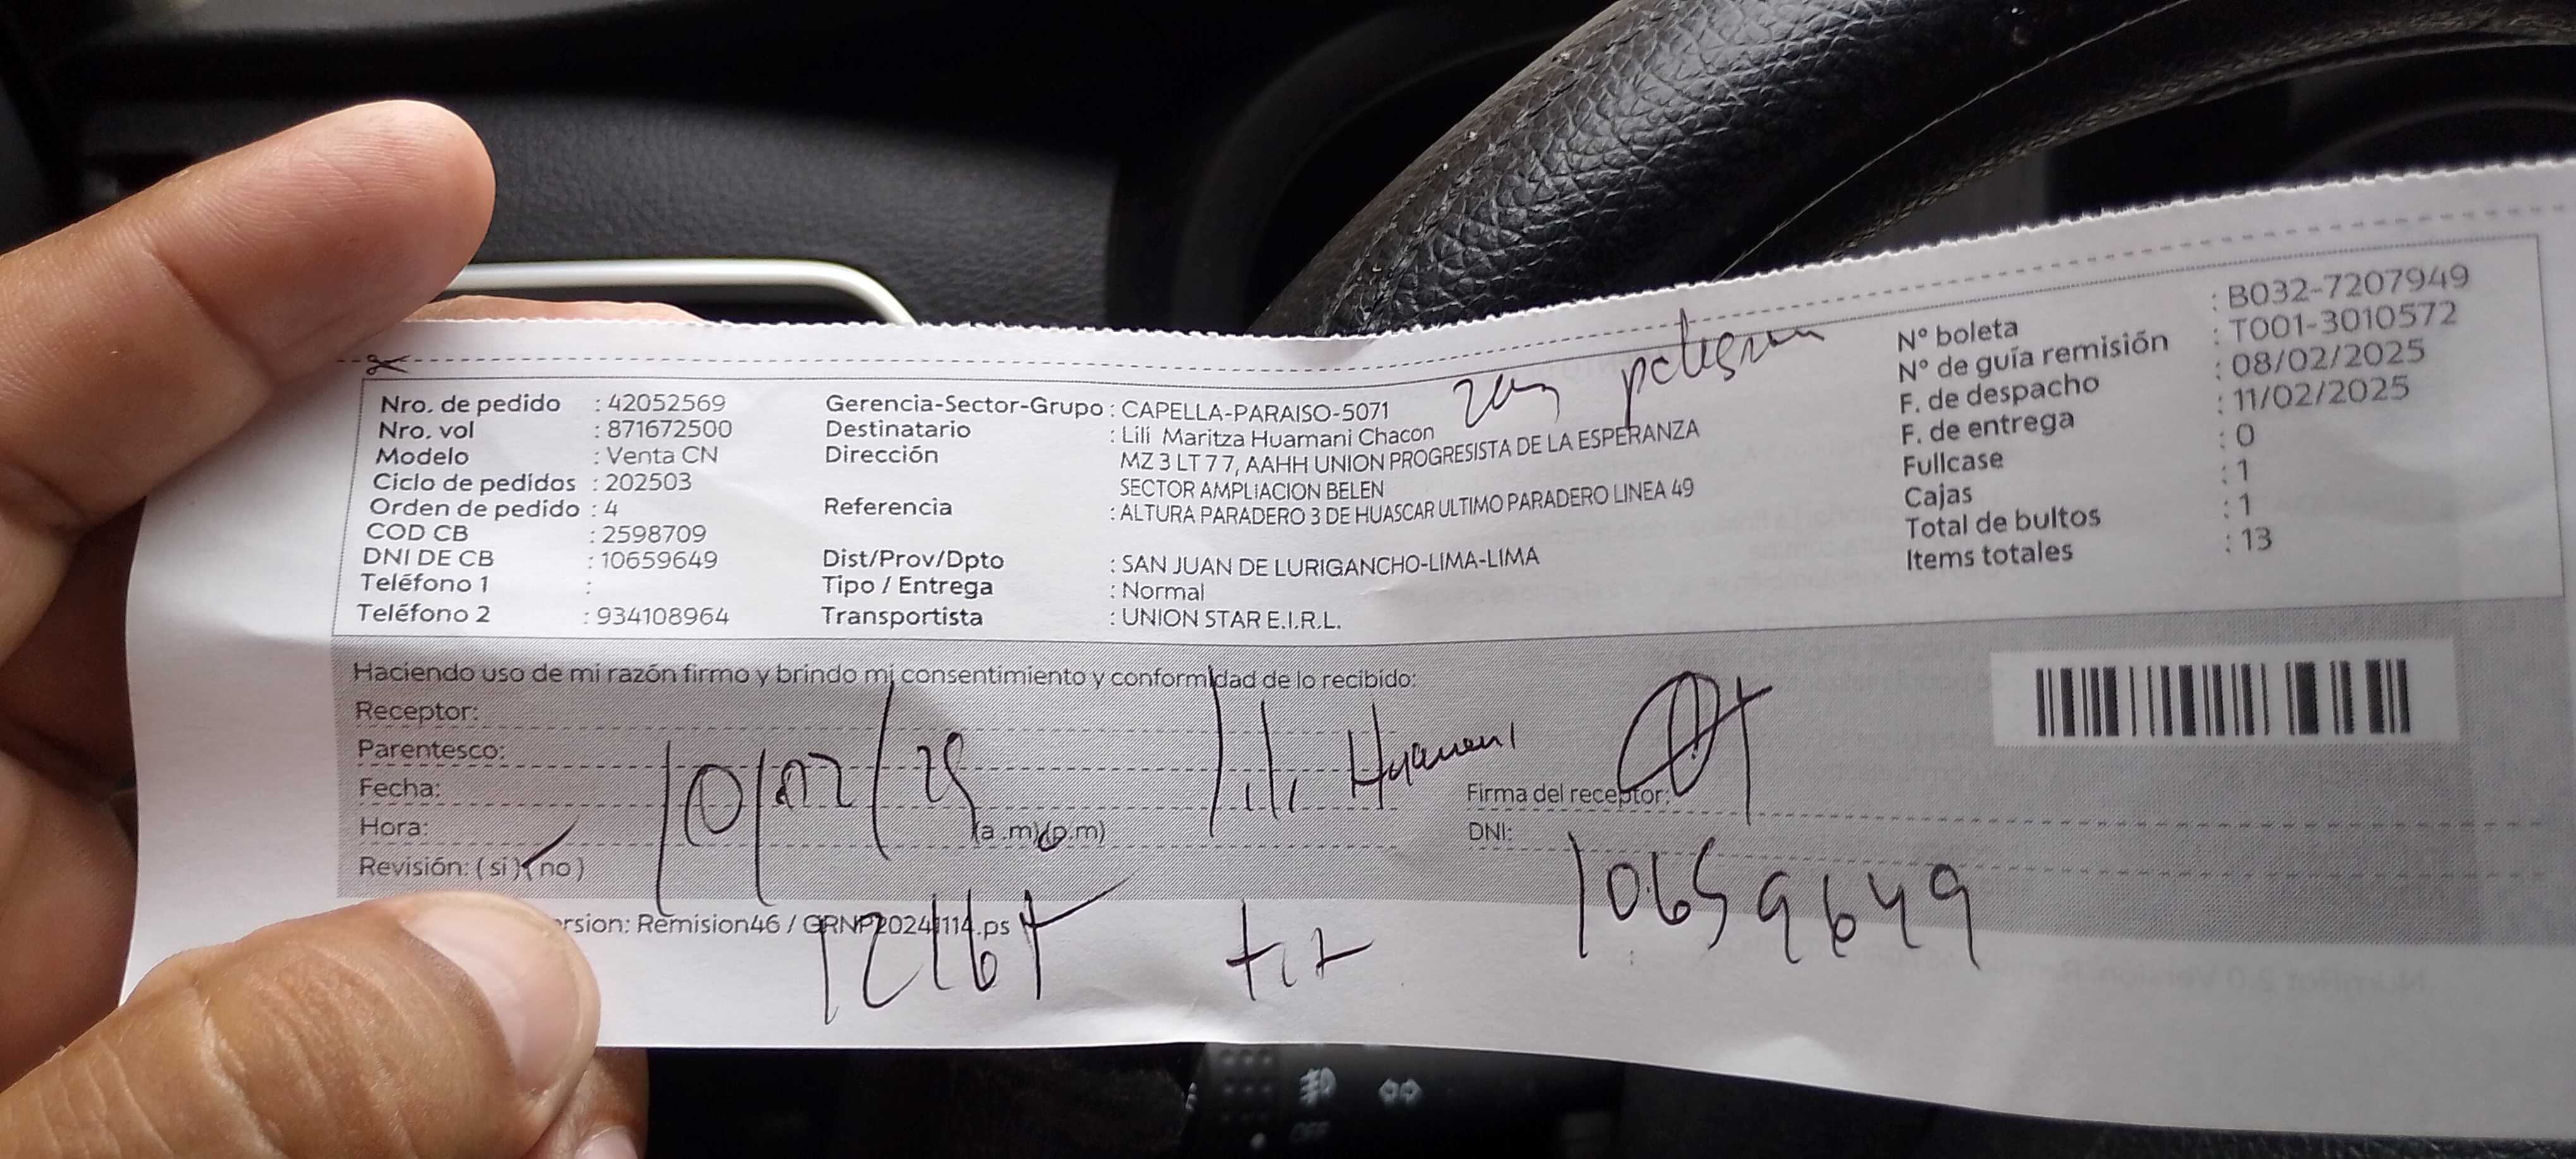 Nro. de pedido : 42052569
Nro. vol : 871672500
Modelo : Venta CN
Ciclo de pedidos : 202503
Orden de pedido : 4
COD CB : 2598709
DNI DE CB : 10659649
Teléfono 1 :
Teléfono 2 : 934108964
Gerencia-Sector-Grupo : CAPELLA-PARAISO-5071
Destinatario : Lili Maritza Huamani Chacon
Dirección MZ 3 LT 7 7, AAHH UNION PROGRESISTA DE LA ESPERANZA
SECTOR AMPLIACION BELEN
Referencia : ALTURA PARADERO 3 DE HUASCAR ULTIMO PARADERO LINEA 49
Dist/Prov/Dpto : SAN JUAN DE LURIGANCHO-LIMA-LIMA
Tipo / Entrega : Normal
Transportista : UNION STAR E.I.R.L.
Nº boleta : B032-7207949
Nº de guía remisión : T001-3010572
F. de despacho : 08/02/2025
F. de entrega : 11/02/2025
Fullcase : 0
Cajas : 1
Total de bultos : 1
Items totales : 13
Haciendo uso de mi razón firmo y brindo mi consentimiento y conformidad de lo recibido:
Receptor:
Lili Huamani
Parentesco:
Fecha: 10/02/25
Hora: (a.m)(p.m)
Revisión: ( si ) ( no )
Firma del receptor:
DNI: 10659649
rsion: Remision46 / GRNP20241114.ps
tit